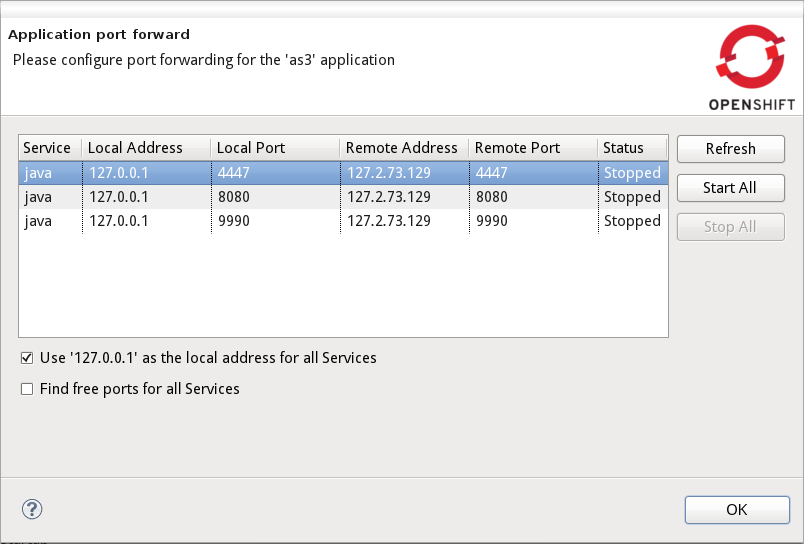 Application port forward
Please configure port forwarding for the 'as3' application
OPENSHIFT
Service Local Address Local Port Remote Address Remote Port Status
java 127.0.0.1 4447 127.2.73.129 4447 Stopped
java 127.0.0.1 8080 127.2.73.129 8080 Stopped
java 127.0.0.1 9990 127.2.73.129 9990 Stopped
Refresh
Start All
Stop All
Use '127.0.0.1' as the local address for all Services
Find free ports for all Services
?
OK